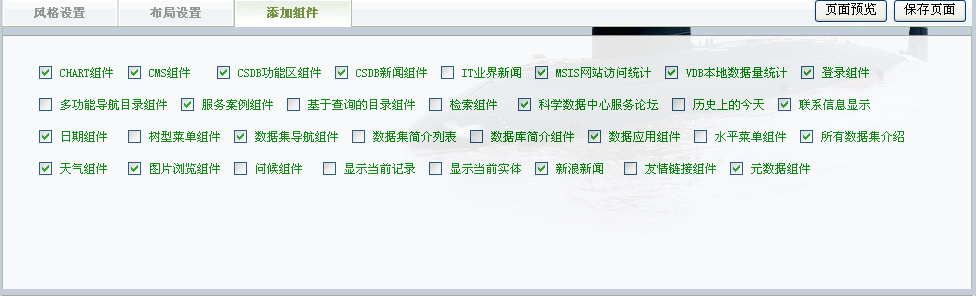 风格设置 布局设置 添加组件 页面预览 保存页面
CHART组件 CMS组件 CSDB功能区组件 CSDB新闻组件 IT业界新闻 MSIS网站访问统计 VDB本地数据量统计 登录组件
多功能导航目录组件 服务案例组件 基于查询的目录组件 检索组件 科学数据中心服务论坛 历史上的今天 联系信息显示
日期组件 树型菜单组件 数据集导航组件 数据集简介列表 数据库简介组件 数据应用组件 水平菜单组件 所有数据集介绍
天气组件 图片浏览组件 问候组件 显示当前记录 显示当前实体 新浪新闻 友情链接组件 元数据组件